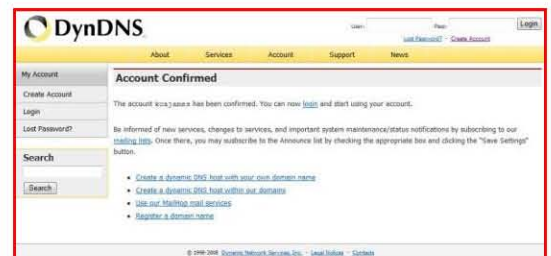 DynDNS
User: Pass: Login
Lost Password? - Create Account
About Services Account Support News
My Account
Create Account
Login
Lost Password?
Search
Search
Account Confirmed
The account has been confirmed. You can now login and start using your account.
Be informed of new services, changes to services, and important system maintenance/status notifications by subscribing to our
mailing lists. Once there, you may susbscribe to the Announce list by checking the appropriate box and clicking the "Save Settings"
button.
Create a dynamic DNS host with your own domain name
Create a dynamic DNS host within our domains
Use our MailHop mail services
Register a domain name
© 1998-2008 Dynamic Network Services, Inc. - Legal Notices - Contacts